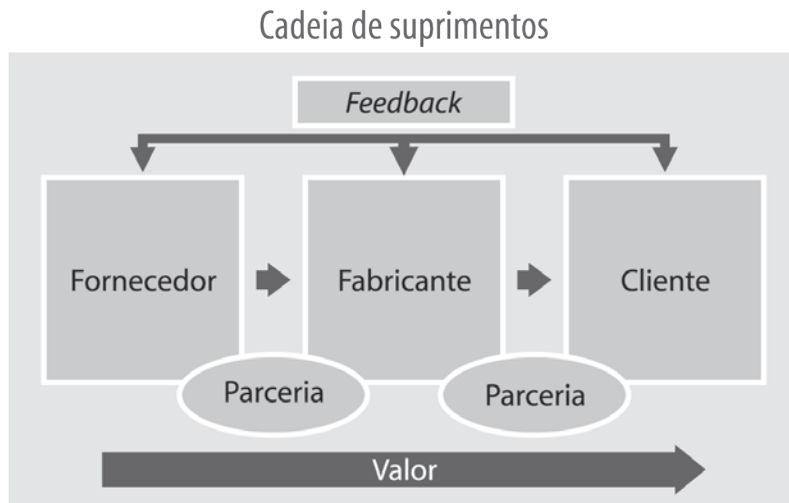 Cadeia de suprimentos
Feedback
Fornecedor
Fabricante
Cliente
Parceria
Parceria
Valor